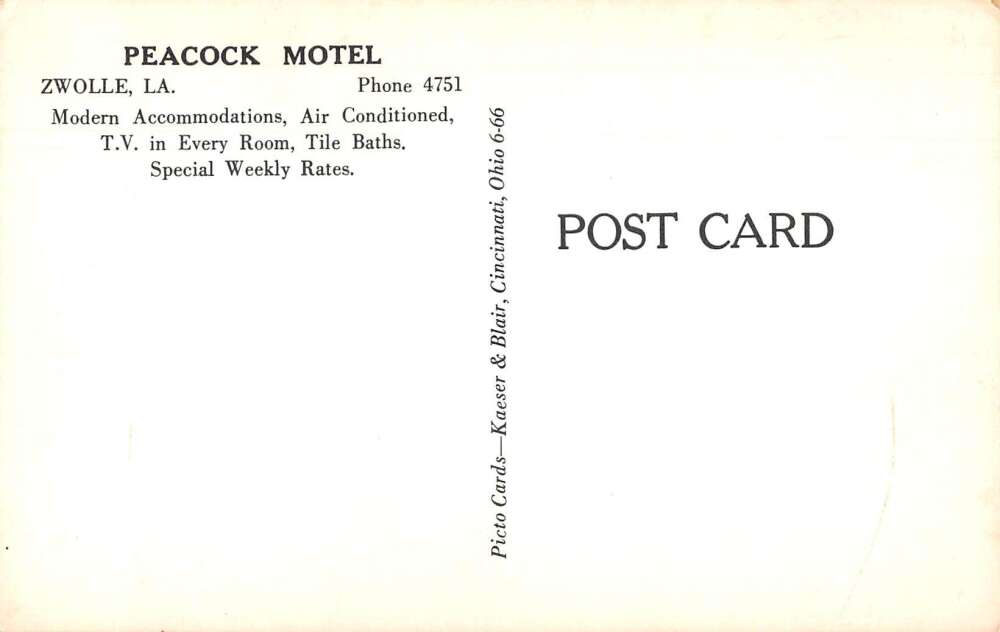 PEACOCK MOTEL
ZWOLLE, LA. Phone 4751
Modern Accommodations, Air Conditioned,
T.V. in Every Room, Tile Baths.
Special Weekly Rates.
Picto Cards—Kaeser & Blair, Cincinnati, Ohio 6-66
POST CARD